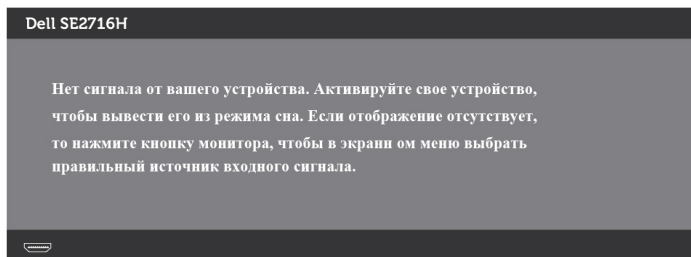 Dell SE2716H
Нет сигнала от вашего устройства. Активируйте свое устройство,
чтобы вывести его из режима сна. Если отображение отсутствует,
то нажмите кнопку монитора, чтобы в экранн ом меню выбрать
правильный источник входного сигнала.